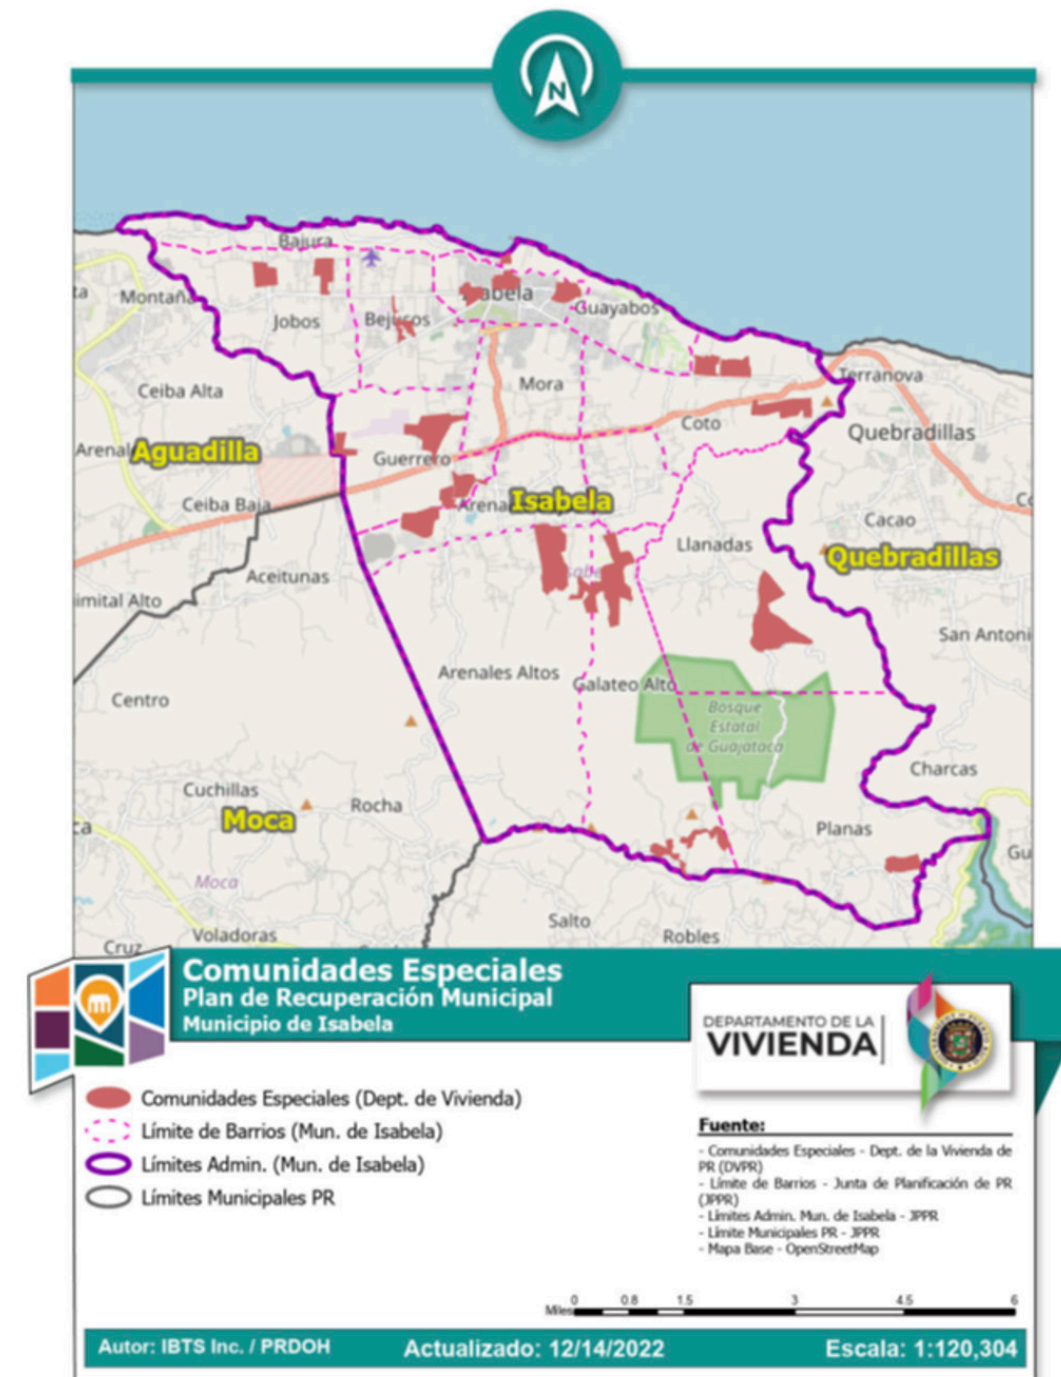 N
Bajura
Montaña
Jobos
Bejucos
Guayabos
Ceiba Alta
Mora
Terranova
Coto
Quebradillas
Aguadilla
Guerrero
Isabela
Ceiba Baja
Cacao
Llanadas
Quebradillas
Aceitunas
imital Alto
San Antoni
Arenales Altos
Galateo Alto
Centro
Bosque
Estatal
de Guajataca
Charcas
Cuchillas
Rocha
Moca
Planas
Gu
Moca
Salto
Voladoras
Robles
Cruz
Comunidades Especiales
Plan de Recuperación Municipal
Municipio de Isabela
DEPARTAMENTO DE LA
VIVIENDA
Comunidades Especiales (Dept. de Vivienda)
Límite de Barrios (Mun. de Isabela)
Límites Admin. (Mun. de Isabela)
Límites Municipales PR
Fuente:
- Comunidades Especiales - Dept. de la Vivienda de
PR (DVPR)
- Límite de Barrios - Junta de Planificación de PR
(JPPR)
- Límites Admin. Mun. de Isabela - JPPR
- Límite Municipales PR - JPPR
- Mapa Base - OpenStreetMap
Miles 0 0.8 1.5 3 4.5 6
Autor: IBTS Inc. / PRDOH Actualizado: 12/14/2022 Escala: 1:120,304